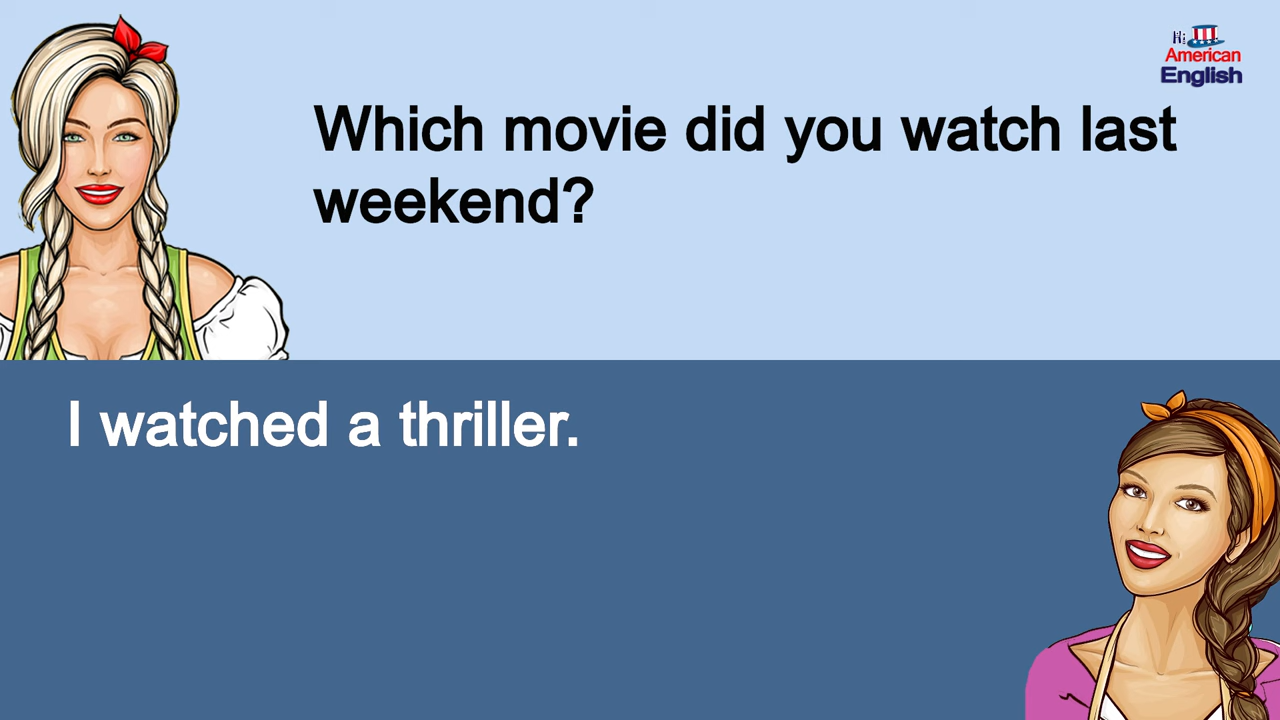 Hi
American
English
Which movie did you watch last
weekend?
I watched a thriller.